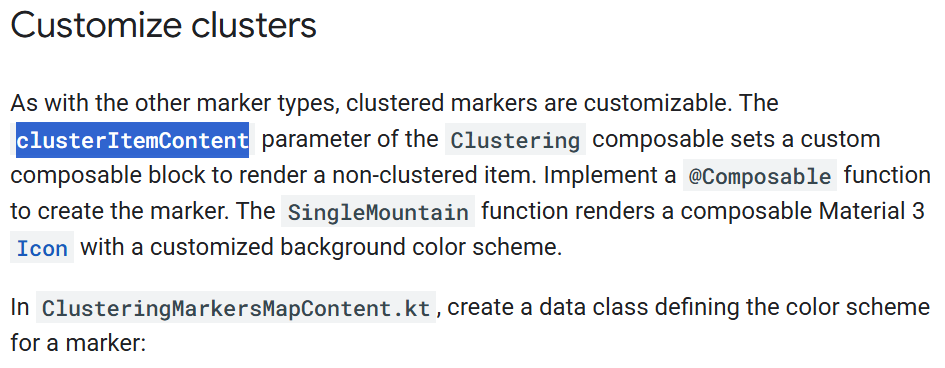 Customize clusters
As with the other marker types, clustered markers are customizable. The
clusterItemContent parameter of the Clustering composable sets a custom
composable block to render a non-clustered item. Implement a @Composable function
to create the marker. The SingleMountain function renders a composable Material 3
Icon with a customized background color scheme.
In ClusteringMarkersMapContent.kt, create a data class defining the color scheme
for a marker: